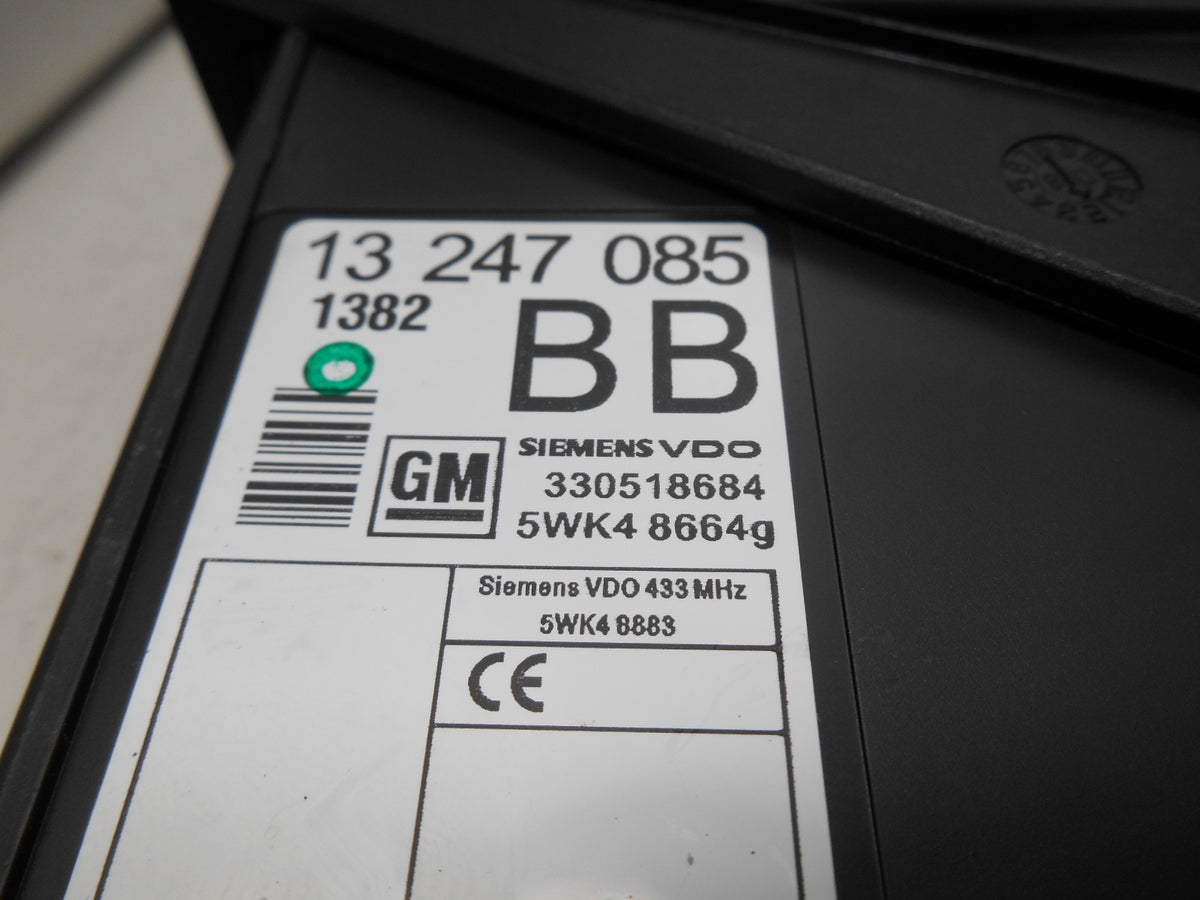 13 247 085
1382
BB
GM
SIEMENS VDO
330518684
5WK4 8664g
Siemens VDO 433 MHz
5WK4 8883
CE